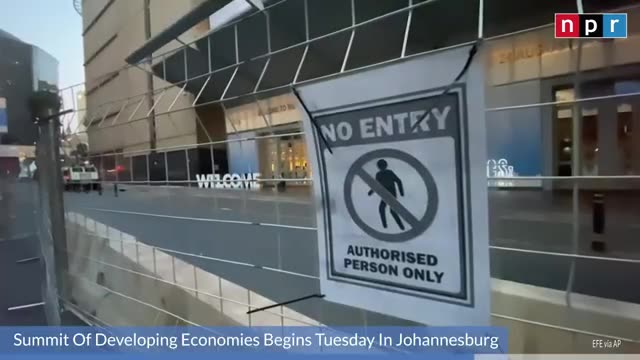 npr
WELCOME
NO ENTRY
AUTHORISED
PERSON ONLY
Summit Of Developing Economies Begins Tuesday In Johannesburg
EFE via AP